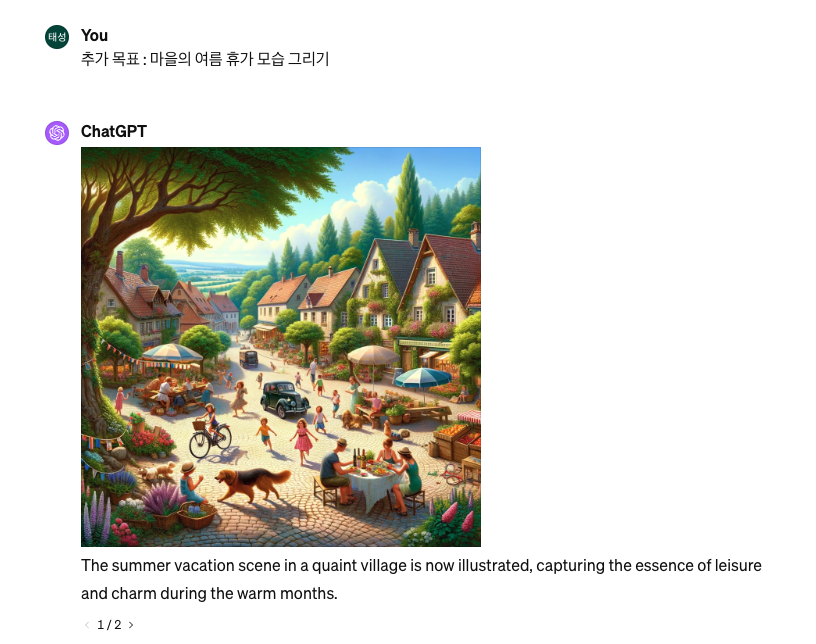 태성
You
추가 목표 : 마을의 여름 휴가 모습 그리기
ChatGPT
The summer vacation scene in a quaint village is now illustrated, capturing the essence of leisure
and charm during the warm months.
1 / 2